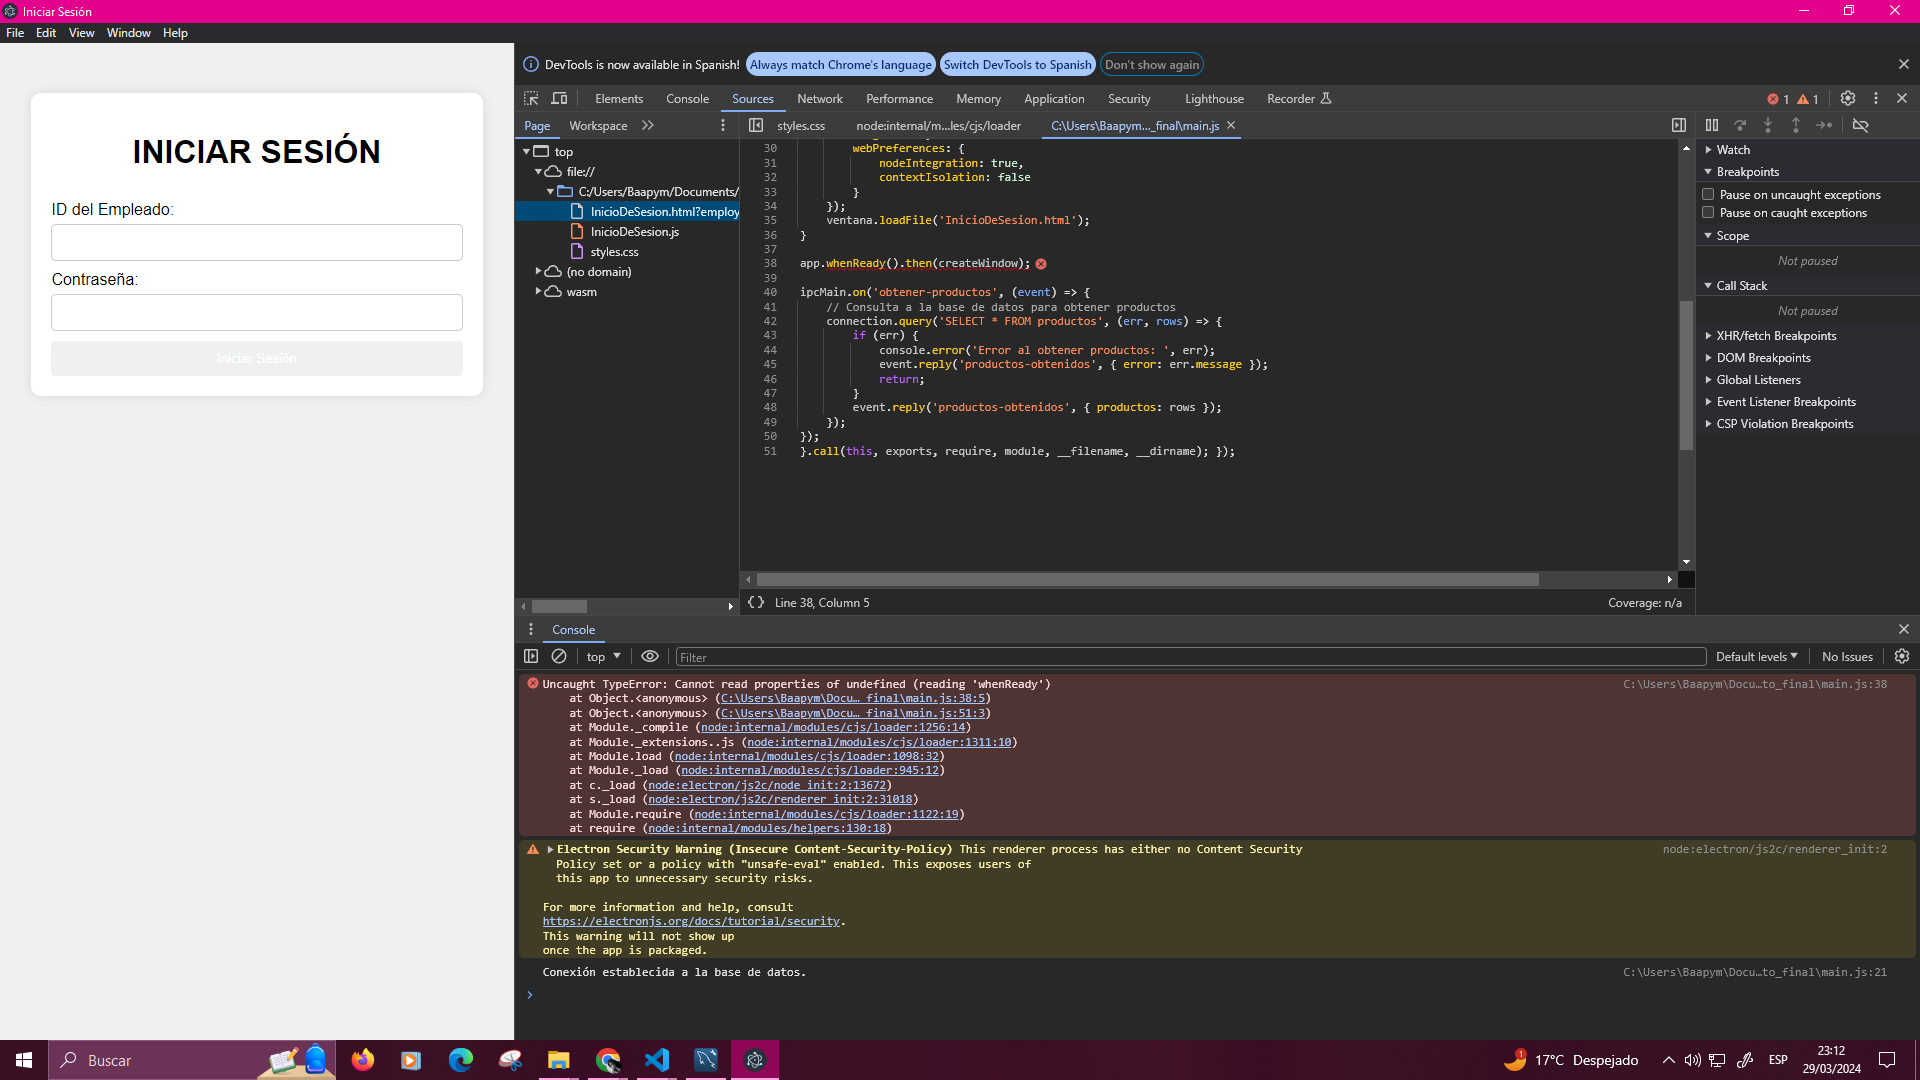 Iniciar Sesión
File Edit View Window Help
INICIAR SESIÓN
ID del Empleado:
Contraseña:
Iniciar Sesión
DevTools is now available in Spanish! Always match Chrome's language Switch DevTools to Spanish Don't show again
Elements Console Sources Network Performance Memory Application Security Lighthouse Recorder 1 1
Page Workspace
styles.css node:internal/m...les/cjs/loader C:\Users\Baapym..._final\main.js
top
file://
C:/Users/Baapym/Documents/
InicioDeSesion.html?employ
InicioDeSesion.js
styles.css
(no domain)
wasm
30 webPreferences: {
31 nodeIntegration: true,
32 contextIsolation: false
33 }
34 });
35 ventana.loadFile('InicioDeSesion.html');
36 }
37
38 app.whenReady().then(createWindow);
39
40 ipcMain.on('obtener-productos', (event) => {
41 // Consulta a la base de datos para obtener productos
42 connection.query('SELECT * FROM productos', (err, rows) => {
43 if (err) {
44 console.error('Error al obtener productos: ', err);
45 event.reply('productos-obtenidos', { error: err.message });
46 return;
47 }
48 event.reply('productos-obtenidos', { productos: rows });
49 });
50 });
51 }.call(this, exports, require, module, __filename, __dirname); });
{} Line 38, Column 5 Coverage: n/a
Watch
Breakpoints
Pause on uncaught exceptions
Pause on caught exceptions
Scope
Not paused
Call Stack
Not paused
XHR/fetch Breakpoints
DOM Breakpoints
Global Listeners
Event Listener Breakpoints
CSP Violation Breakpoints
Console
top Filter Default levels No Issues
Uncaught TypeError: Cannot read properties of undefined (reading 'whenReady') C:\Users\Baapym\Docu…to_final\main.js:38
at Object.<anonymous> (C:\Users\Baapym\Docu… final\main.js:38:5)
at Object.<anonymous> (C:\Users\Baapym\Docu… final\main.js:51:3)
at Module._compile (node:internal/modules/cjs/loader:1256:14)
at Module._extensions..js (node:internal/modules/cjs/loader:1311:10)
at Module.load (node:internal/modules/cjs/loader:1098:32)
at Module._load (node:internal/modules/cjs/loader:945:12)
at c._load (node:electron/js2c/node_init:2:13672)
at s._load (node:electron/js2c/renderer_init:2:31018)
at Module.require (node:internal/modules/cjs/loader:1122:19)
at require (node:internal/modules/helpers:130:18)
Electron Security Warning (Insecure Content-Security-Policy) This renderer process has either no Content Security node:electron/js2c/renderer_init:2
Policy set or a policy with "unsafe-eval" enabled. This exposes users of
this app to unnecessary security risks.
For more information and help, consult
https://electronjs.org/docs/tutorial/security.
This warning will not show up
once the app is packaged.
Conexión establecida a la base de datos. C:\Users\Baapym\Docu…to_final\main.js:21
Buscar
1 17°C Despejado ESP
23:12
29/03/2024